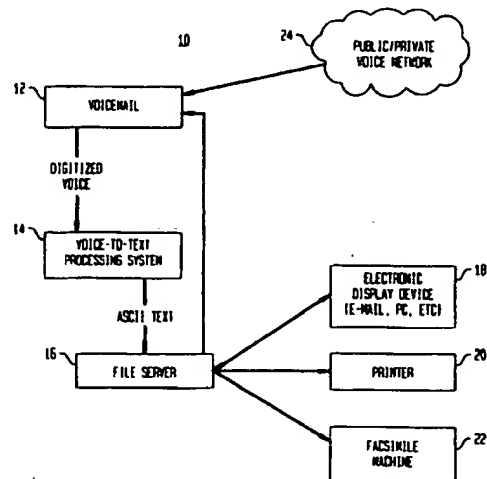 10
24
PUBLIC/PRIVATE
VOICE NETWORK
12
VOICEMAIL
DIGITIZED
VOICE
14
VOICE-TO-TEXT
PROCESSING SYSTEM
ASCII TEXT
16
FILE SERVER
ELECTRONIC
DISPLAY DEVICE
(E-MAIL, PC, ETC)
18
PRINTER
20
FACSIMILE
MACHINE
22